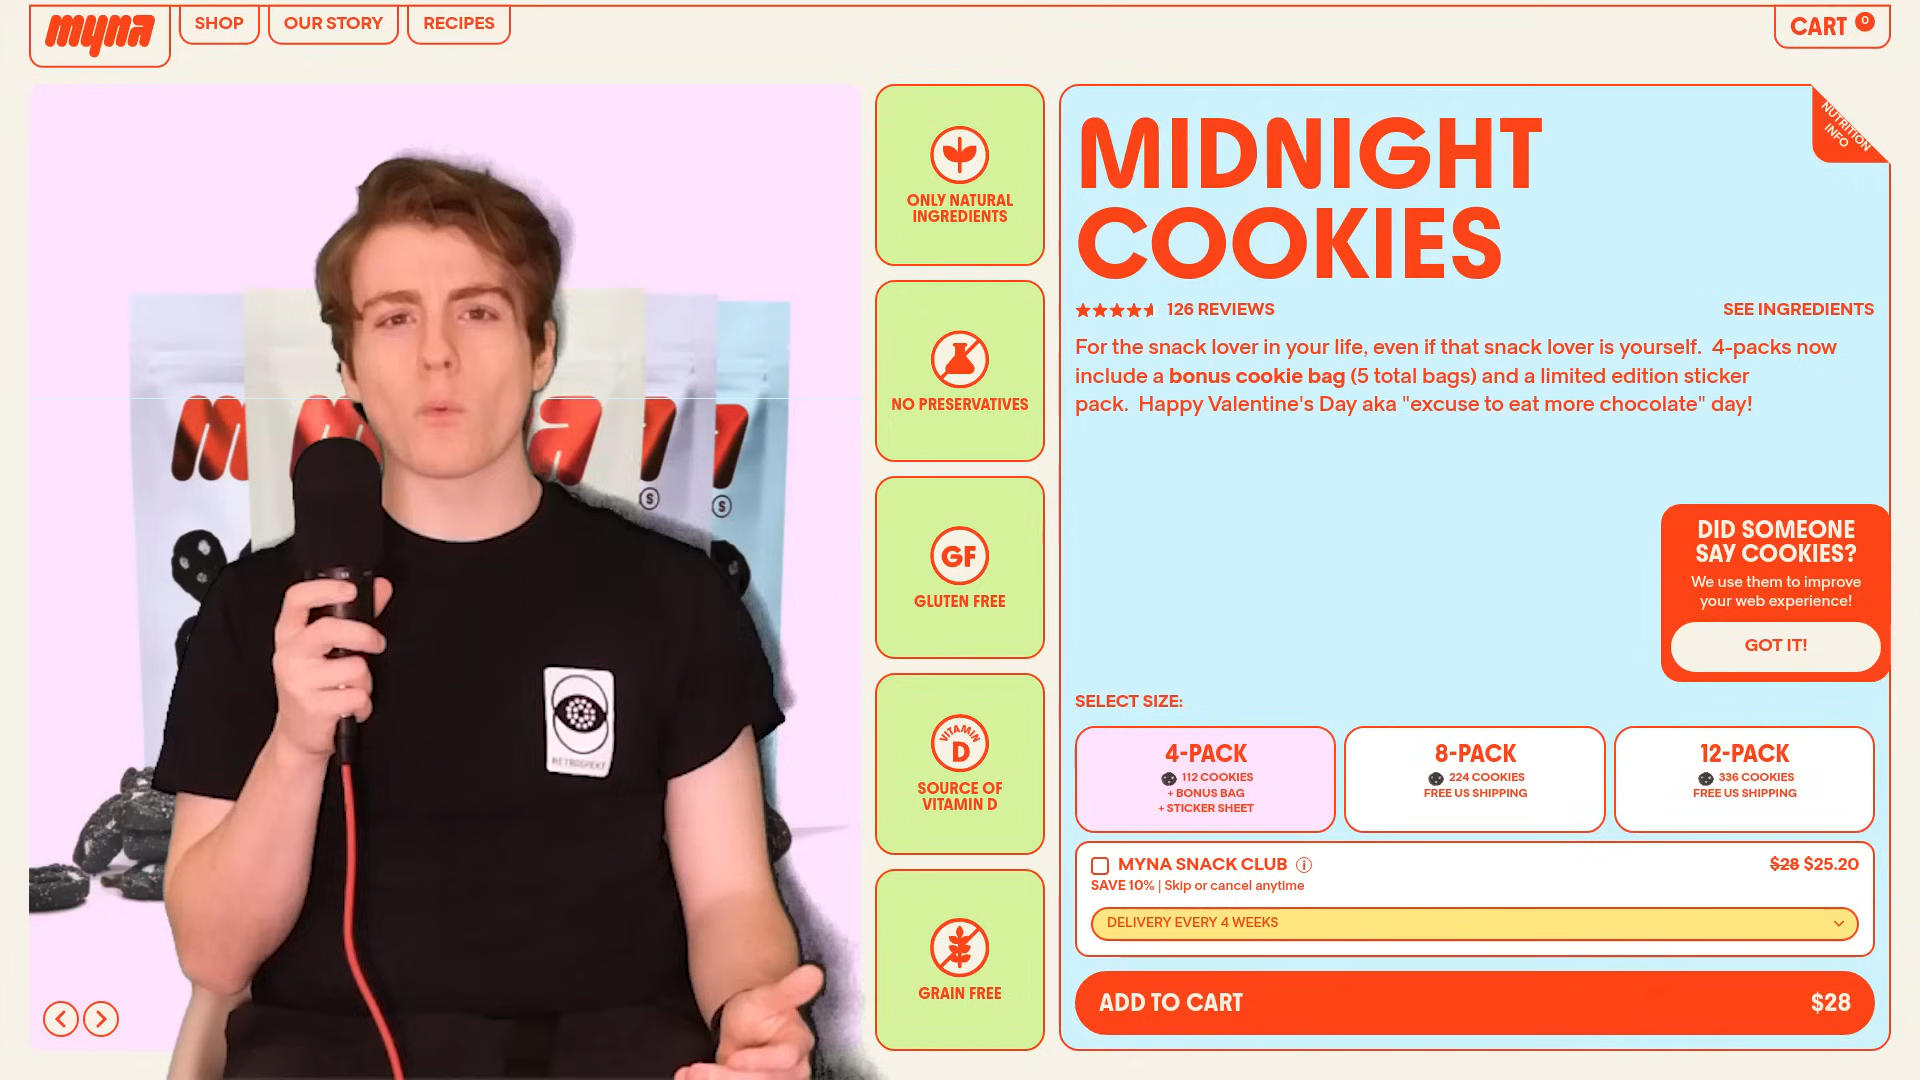 myna
SHOP
OUR STORY
RECIPES
CART 0
NUTRITION
INFO
ONLY NATURAL
INGREDIENTS
NO PRESERVATIVES
GF
GLUTEN FREE
VITAMIN
D
SOURCE OF
VITAMIN D
GRAIN FREE
RETROSPEKT
MIDNIGHT
COOKIES
126 REVIEWS
SEE INGREDIENTS
For the snack lover in your life, even if that snack lover is yourself. 4-packs now
include a bonus cookie bag (5 total bags) and a limited edition sticker
pack. Happy Valentine's Day aka "excuse to eat more chocolate" day!
DID SOMEONE
SAY COOKIES?
We use them to improve
your web experience!
GOT IT!
SELECT SIZE:
4-PACK
112 COOKIES
+ BONUS BAG
+ STICKER SHEET
8-PACK
224 COOKIES
FREE US SHIPPING
12-PACK
336 COOKIES
FREE US SHIPPING
MYNA SNACK CLUB i
$28 $25.20
SAVE 10% | Skip or cancel anytime
DELIVERY EVERY 4 WEEKS
ADD TO CART
$28